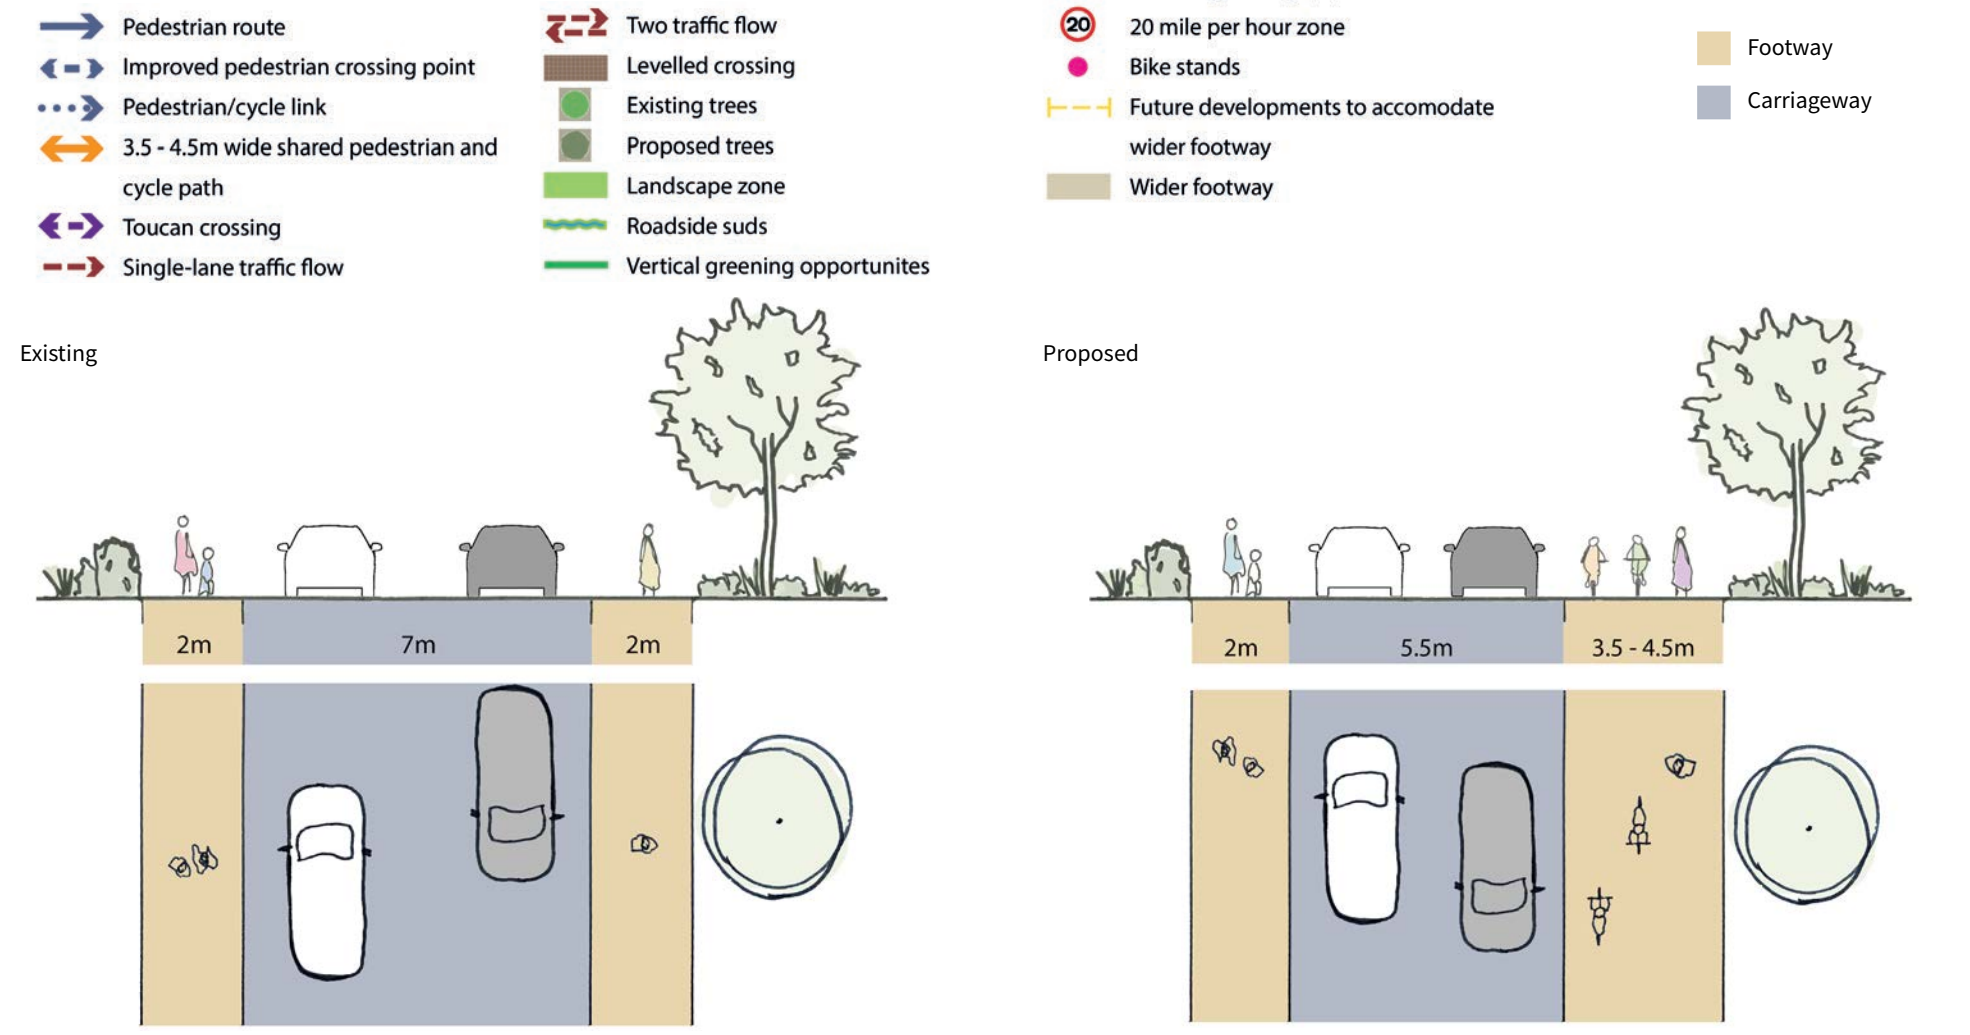 Pedestrian route
Improved pedestrian crossing point
Pedestrian/cycle link
3.5 - 4.5m wide shared pedestrian and
cycle path
Toucan crossing
Single-lane traffic flow
Two traffic flow
Levelled crossing
Existing trees
Proposed trees
Landscape zone
Roadside suds
Vertical greening opportunites
20
20 mile per hour zone
Bike stands
Future developments to accomodate
wider footway
Wider footway
Footway
Carriageway
Existing
2m
7m
2m
Proposed
2m
5.5m
3.5 - 4.5m